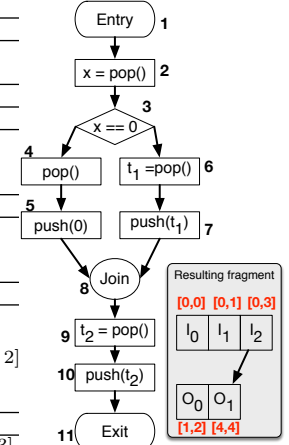 Entry 1
x = pop() 2
3
x == 0
4
pop()
t1 =pop() 6
5
push(0)
push(t1)
7
Join
8
Resulting fragment
[0,0] [0,1] [0,3]
I0 I1 I2
9 t2 = pop()
2]
10 push(t2)
O0 O1
[1,2] [4,4]
11 Exit